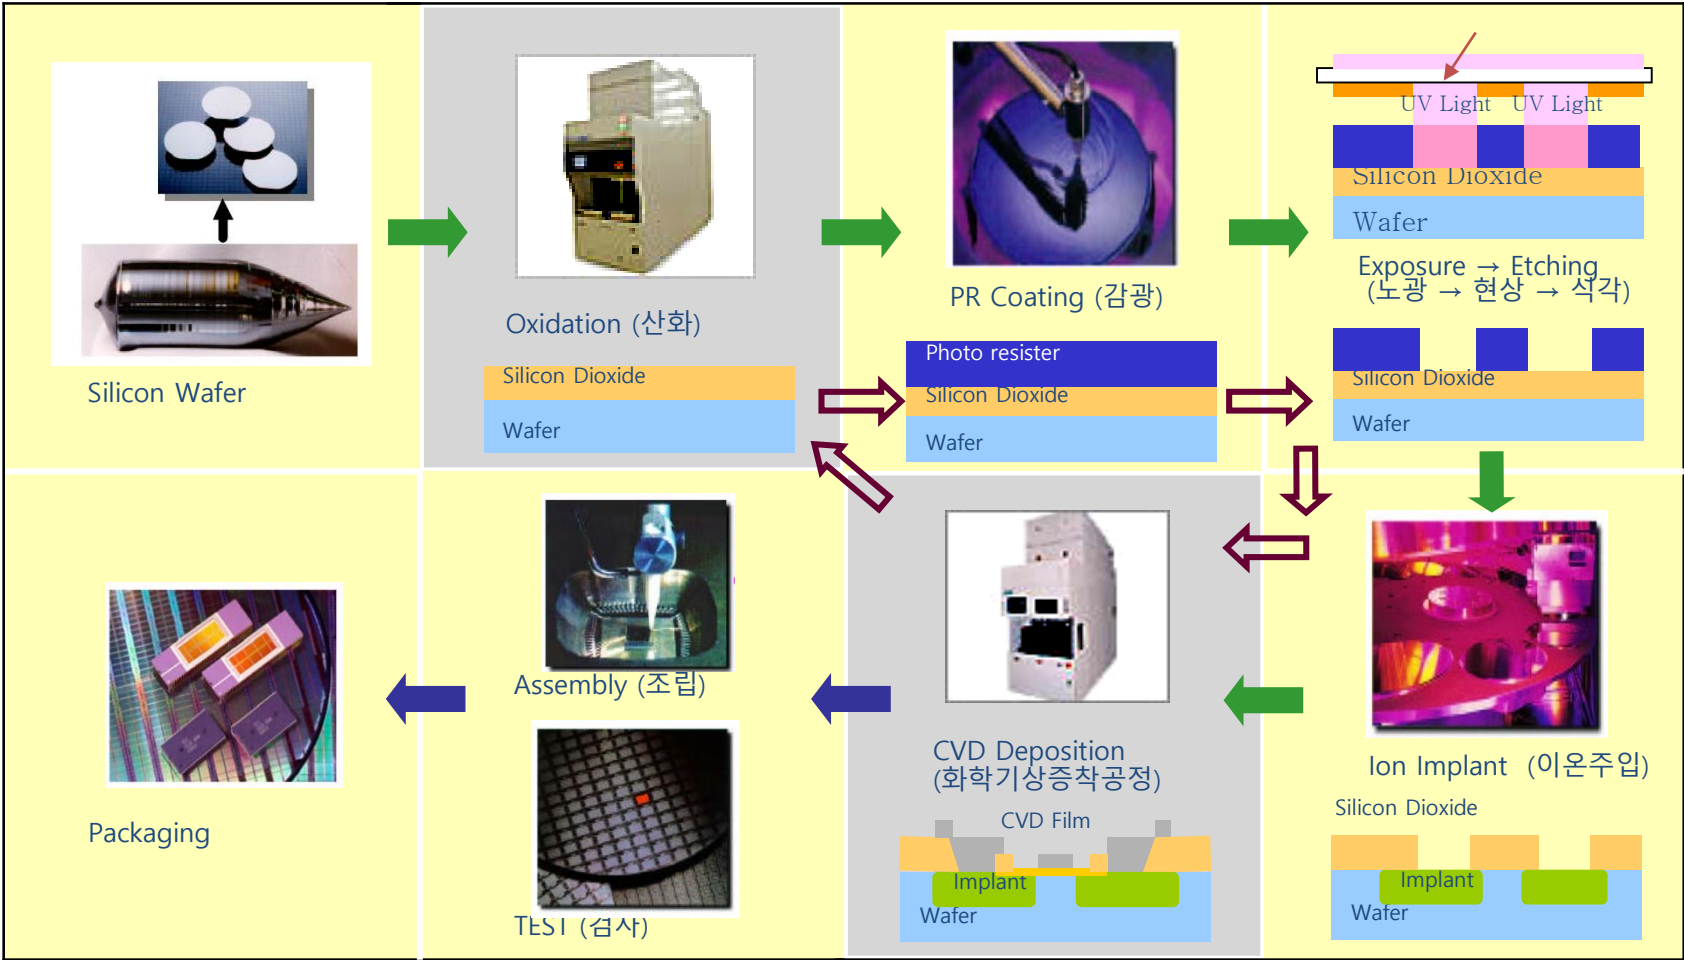 Silicon Wafer
Oxidation (산화)
Silicon Dioxide
Wafer
PR Coating (감광)
Photo resister
Silicon Dioxide
Wafer
UV Light UV Light
Silicon Dioxide
Wafer
Exposure → Etching
(노광 → 현상 → 식각)
Silicon Dioxide
Wafer
Packaging
Assembly (조립)
TEST (검사)
CVD Deposition
(화학기상증착공정)
CVD Film
Implant
Wafer
Ion Implant (이온주입)
Silicon Dioxide
Implant
Wafer